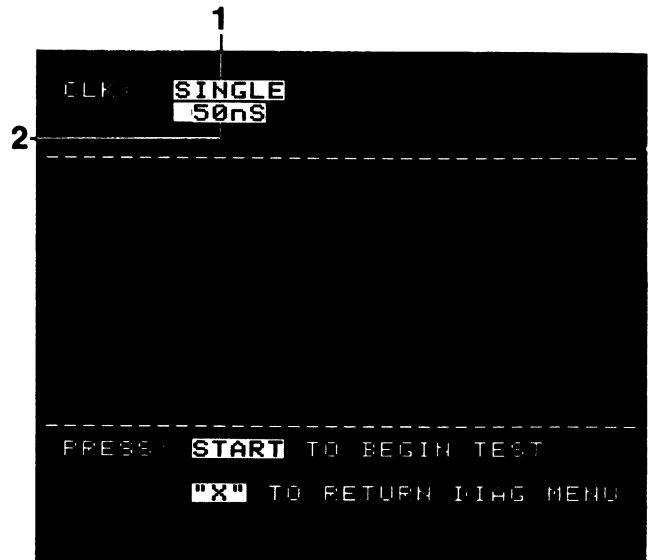 1
CLK: SINGLE
50nS
2
PRESS: START TO BEGIN TEST
"X" TO RETURN DIAG MENU